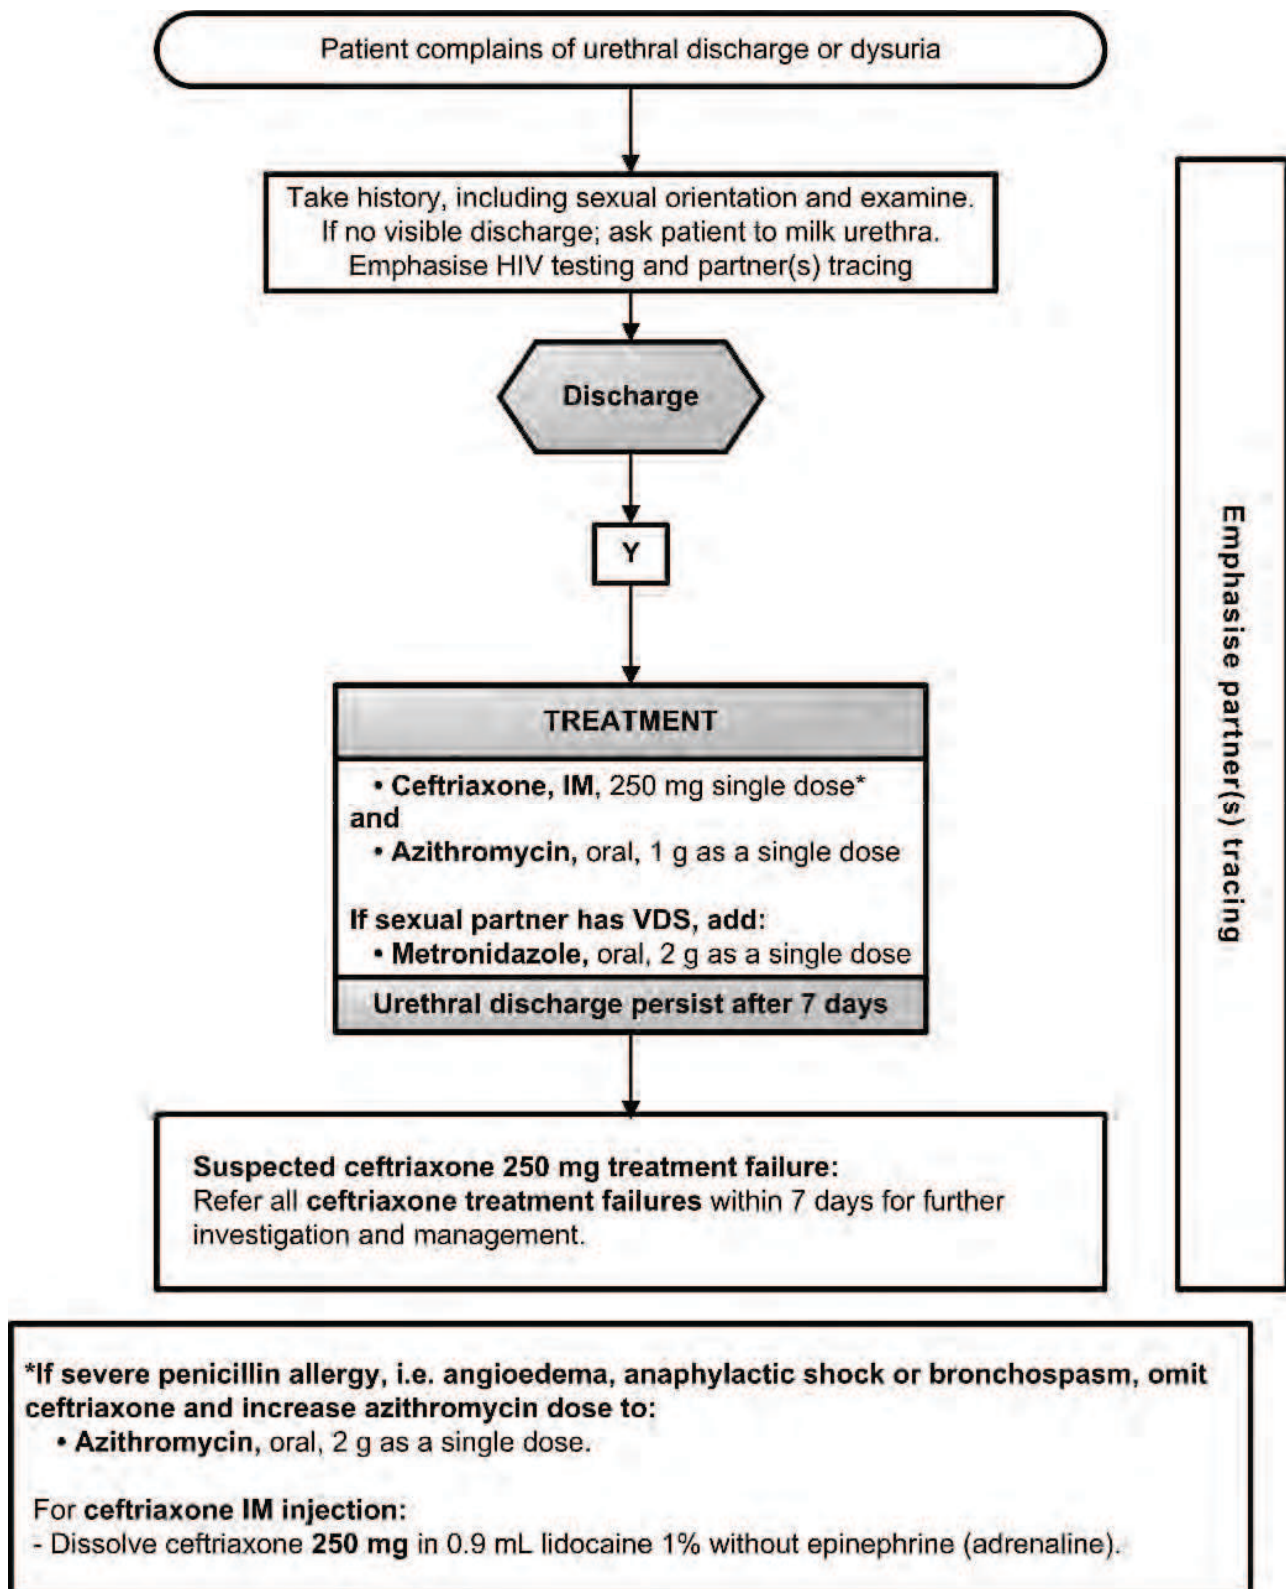 Patient complains of urethral discharge or dysuria
Take history, including sexual orientation and examine.
If no visible discharge; ask patient to milk urethra.
Emphasise HIV testing and partner(s) tracing
Discharge
Y
TREATMENT
• Ceftriaxone, IM, 250 mg single dose*
and
• Azithromycin, oral, 1 g as a single dose
If sexual partner has VDS, add:
• Metronidazole, oral, 2 g as a single dose
Urethral discharge persist after 7 days
Suspected ceftriaxone 250 mg treatment failure:
Refer all ceftriaxone treatment failures within 7 days for further
investigation and management.
Emphasise partner(s) tracing
*If severe penicillin allergy, i.e. angioedema, anaphylactic shock or bronchospasm, omit
ceftriaxone and increase azithromycin dose to:
• Azithromycin, oral, 2 g as a single dose.
For ceftriaxone IM injection:
- Dissolve ceftriaxone 250 mg in 0.9 mL lidocaine 1% without epinephrine (adrenaline).